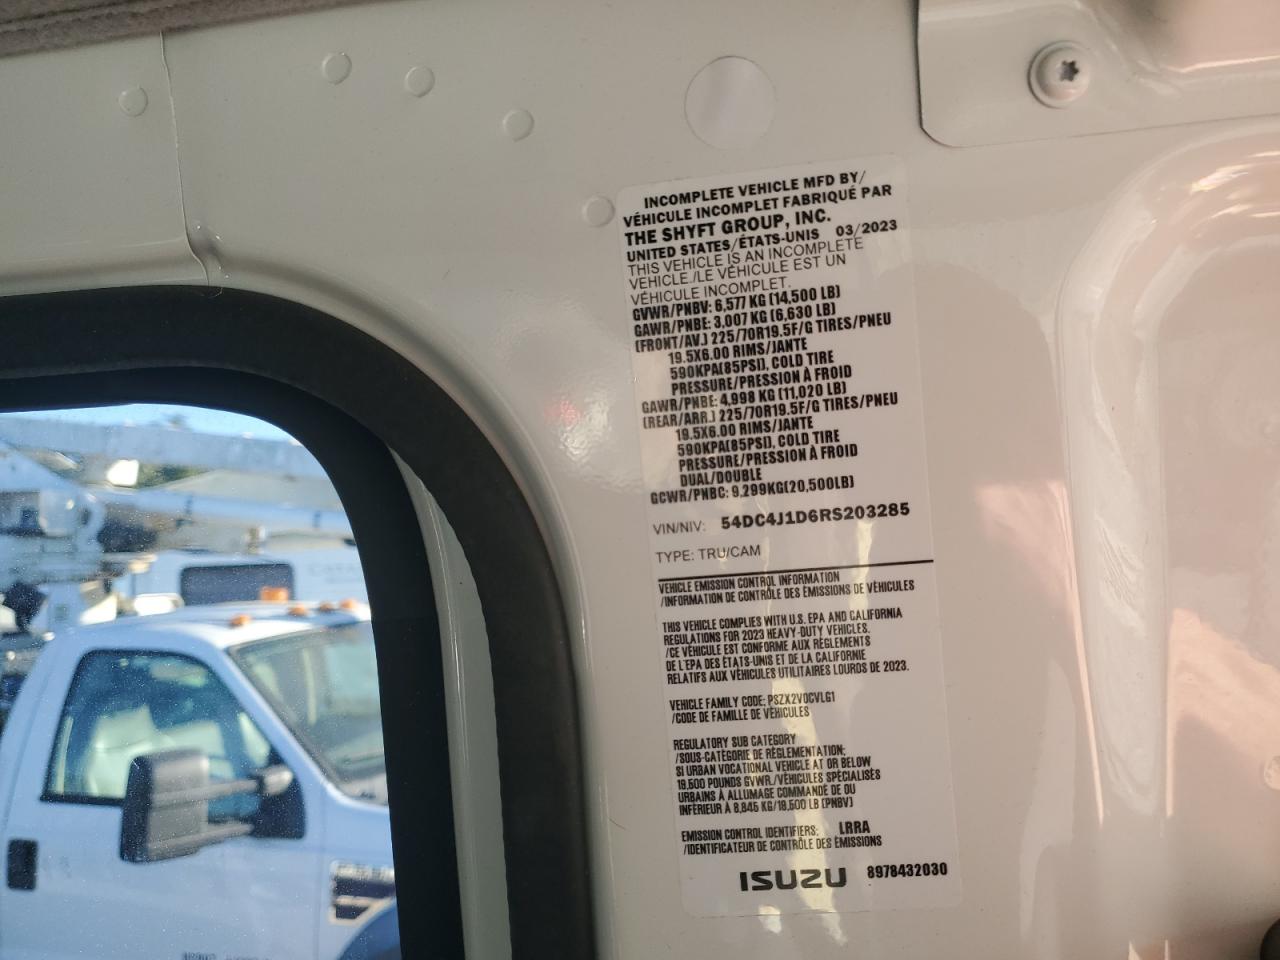 INCOMPLETE VEHICLE MFD BY/
VÉHICULE INCOMPLET FABRIQUÉ PAR
THE SHYFT GROUP, INC.
UNITED STATES/ÉTATS-UNIS 03/2023
THIS VEHICLE IS AN INCOMPLETE
VEHICLE./LE VÉHICULE EST UN
VÉHICULE INCOMPLET.
GVWR/PNBV: 6,577 KG (14,500 LB)
GAWR/PNBE: 3,007 KG (6,630 LB)
(FRONT/AV.) 225/70R19.5F/G TIRES/PNEU
19.5X6.00 RIMS/JANTE
590KPA(85PSI), COLD TIRE
PRESSURE/PRESSION À FROID
GAWR/PNBE: 4,998 KG (11,020 LB)
(REAR/ARR.) 225/70R19.5F/G TIRES/PNEU
19.5X6.00 RIMS/JANTE
590KPA(85PSI), COLD TIRE
PRESSURE/PRESSION À FROID
DUAL/DOUBLE
GCWR/PNBC: 9,299KG(20,500LB)
VIN/NIV: 54DC4J1D6RS203285
TYPE: TRU/CAM
VEHICLE EMISSION CONTROL INFORMATION
/INFORMATION DE CONTRÔLE DES ÉMISSIONS DE VÉHICULES
THIS VEHICLE COMPLIES WITH U.S. EPA AND CALIFORNIA
REGULATIONS FOR 2023 HEAVY-DUTY VEHICLES.
/CE VÉHICULE EST CONFORME AUX RÈGLEMENTS
DE L'EPA DES ÉTATS-UNIS ET DE LA CALIFORNIE
RELATIFS AUX VÉHICULES UTILITAIRES LOURDS DE 2023.
VEHICLE FAMILY CODE: PSZX2VOCVLG1
/CODE DE FAMILLE DE VÉHICULES
REGULATORY SUB CATEGORY
/SOUS-CATÉGORIE DE RÉGLEMENTATION;
SI URBAN VOCATIONAL VEHICLE AT OR BELOW
19,500 POUNDS GVWR./VÉHICULES SPÉCIALISÉS
URBAINS À ALLUMAGE COMMANDÉ DE OU
INFÉRIEUR À 8,845 KG/19,500 LB (PNBV)
EMISSION CONTROL IDENTIFIERS: LRRA
/IDENTIFICATEUR DE CONTRÔLE DES ÉMISSIONS
ISUZU 8978432030